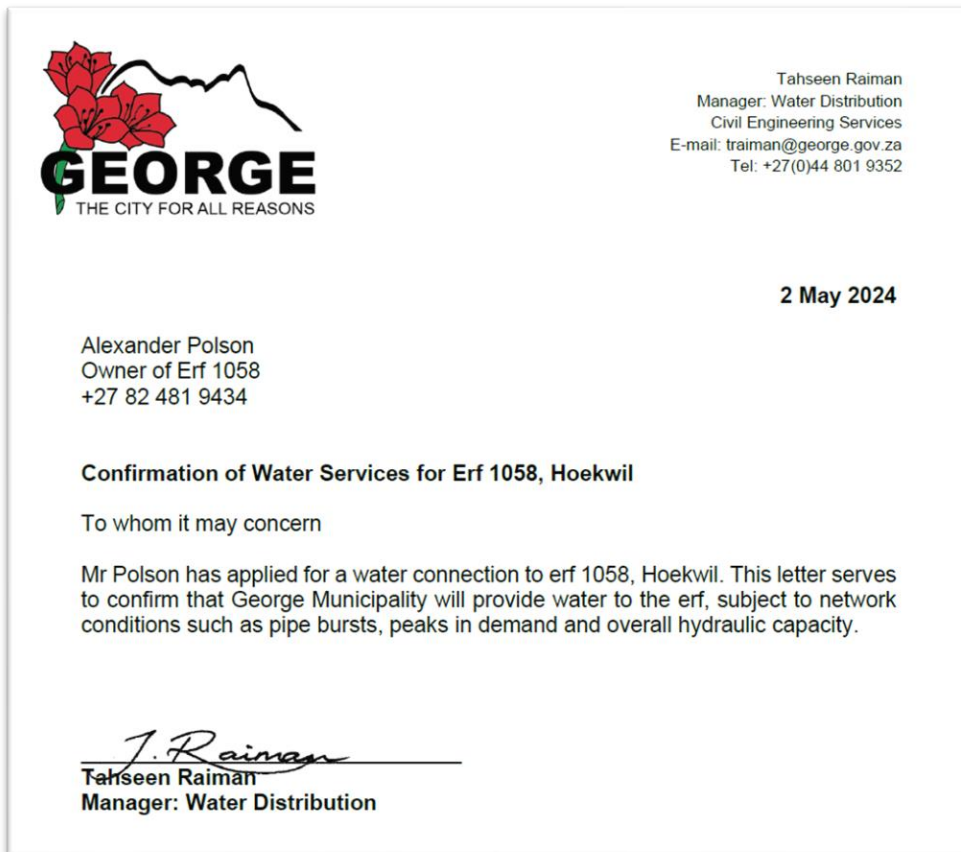 GEORGE
THE CITY FOR ALL REASONS
Tahseen Raiman
Manager: Water Distribution
Civil Engineering Services
E-mail: traiman@george.gov.za
Tel: +27(0)44 801 9352
2 May 2024
Alexander Polson
Owner of Erf 1058
+27 82 481 9434
Confirmation of Water Services for Erf 1058, Hoekwil
To whom it may concern
Mr Polson has applied for a water connection to erf 1058, Hoekwil. This letter serves
to confirm that George Municipality will provide water to the erf, subject to network
conditions such as pipe bursts, peaks in demand and overall hydraulic capacity.
T. Raiman
Tahseen Raiman
Manager: Water Distribution